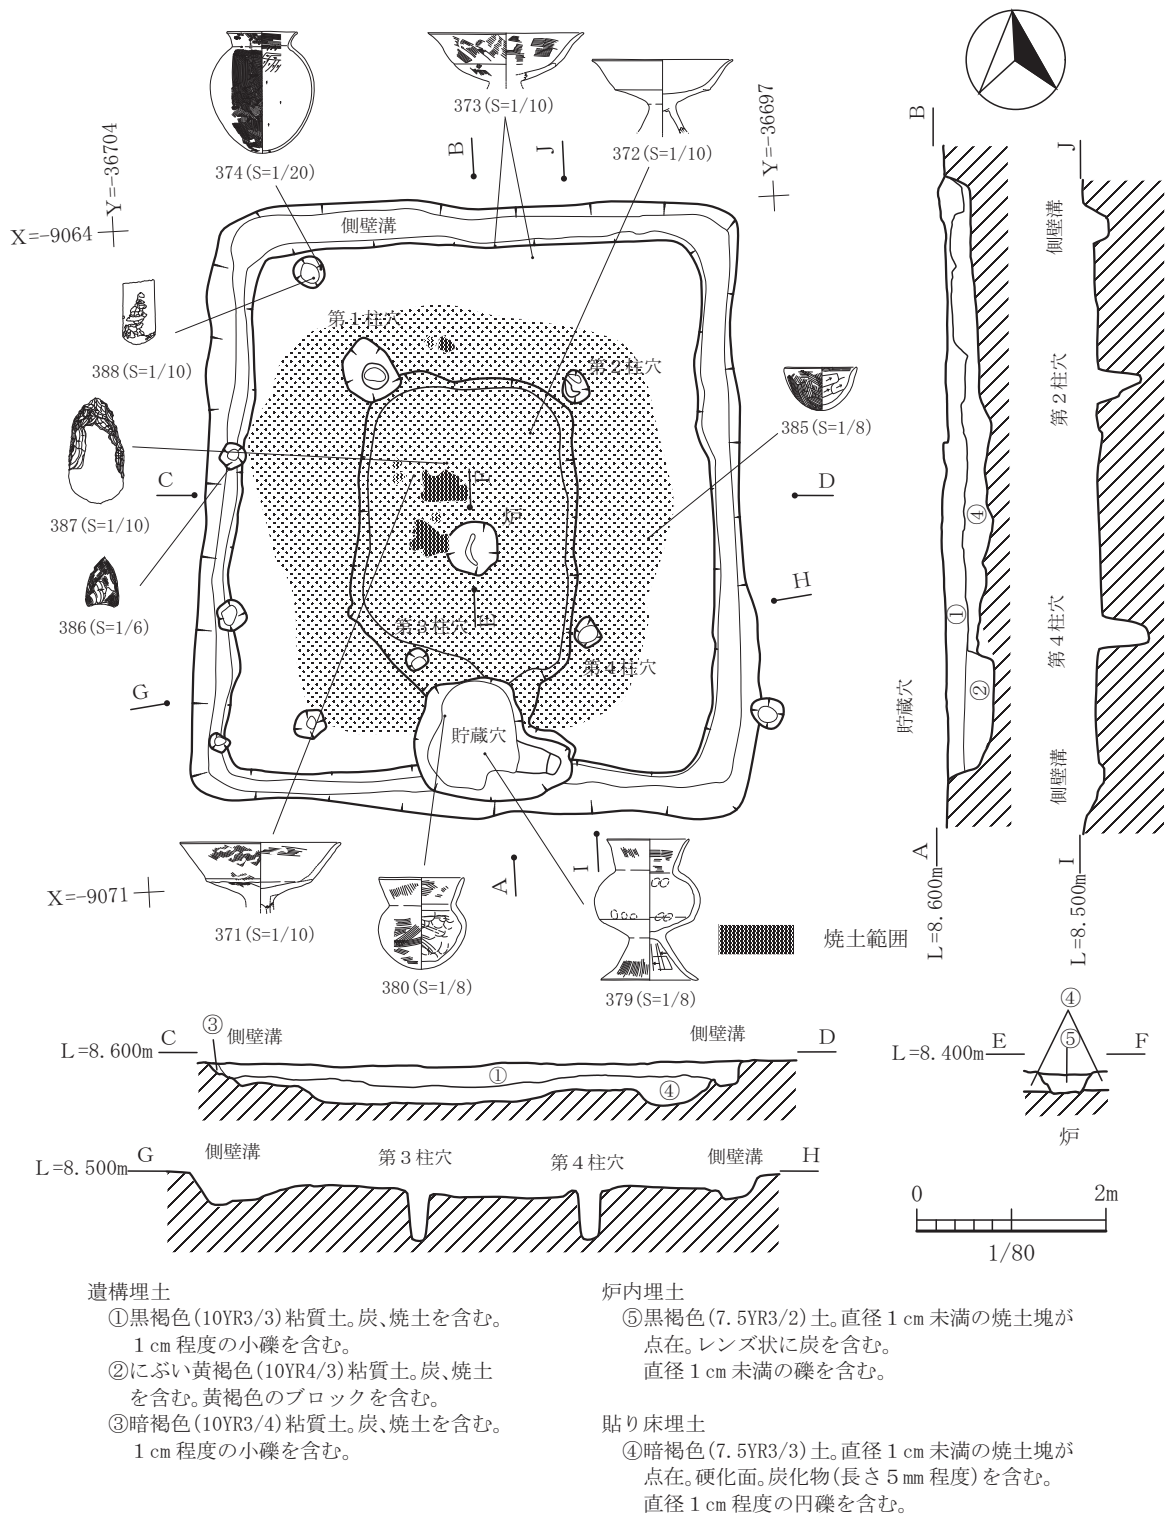 374(S=1/20)
373(S=1/10)
372(S=1/10)
Y=-36704
X=-9064
Y=-36697
B
J
側壁溝
388(S=1/10)
第1柱穴
第2柱穴
385(S=1/8)
387(S=1/10)
C
D
F
炉
386(S=1/6)
H
第3柱穴
E
第4柱穴
G
貯蔵穴
X=-9071
371(S=1/10)
380(S=1/8)
A
I
379(S=1/8)
焼土範囲
B
④
①
②
貯蔵穴
A
L=8.600m
J
側壁溝
第2柱穴
第4柱穴
側壁溝
I
L=8.500m
L=8.600m
C
③
側壁溝
側壁溝
D
①
④
L=8.400m
E
④
⑤
F
炉
L=8.500m
G
側壁溝
第3柱穴
第4柱穴
側壁溝
H
0
2m
1/80
遺構埋土
①黒褐色(10YR3/3)粘質土。炭、焼土を含む。
1cm程度の小礫を含む。
②にぶい黄褐色(10YR4/3)粘質土。炭、焼土
を含む。黄褐色のブロックを含む。
③暗褐色(10YR3/4)粘質土。炭、焼土を含む。
1cm程度の小礫を含む。
炉内埋土
⑤黒褐色(7.5YR3/2)土。直径1cm未満の焼土塊が
点在。レンズ状に炭を含む。
直径1cm未満の礫を含む。
貼り床埋土
④暗褐色(7.5YR3/3)土。直径1cm未満の焼土塊が
点在。硬化面。炭化物(長さ5mm程度)を含む。
直径1cm程度の円礫を含む。